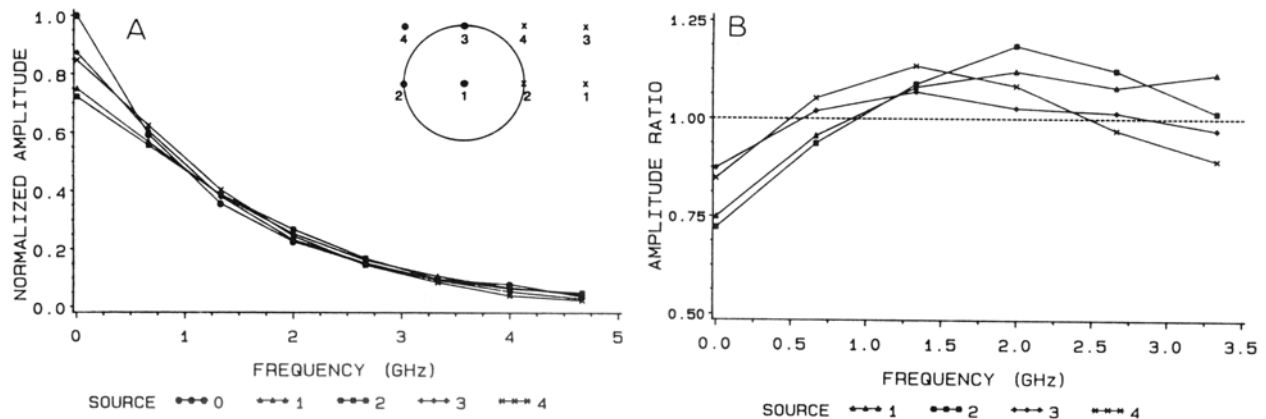 A
NORMALIZED AMPLITUDE
1.0
0.8
0.6
0.4
0.2
0.0
4 3 4 3
2 1 2 1
0 1 2 3 4 5
FREQUENCY (GHz)
SOURCE 0 1 2 3 4
B
AMPLITUDE RATIO
1.25
1.00
0.75
0.50
0.0 0.5 1.0 1.5 2.0 2.5 3.0 3.5
FREQUENCY (GHz)
SOURCE 1 2 3 4